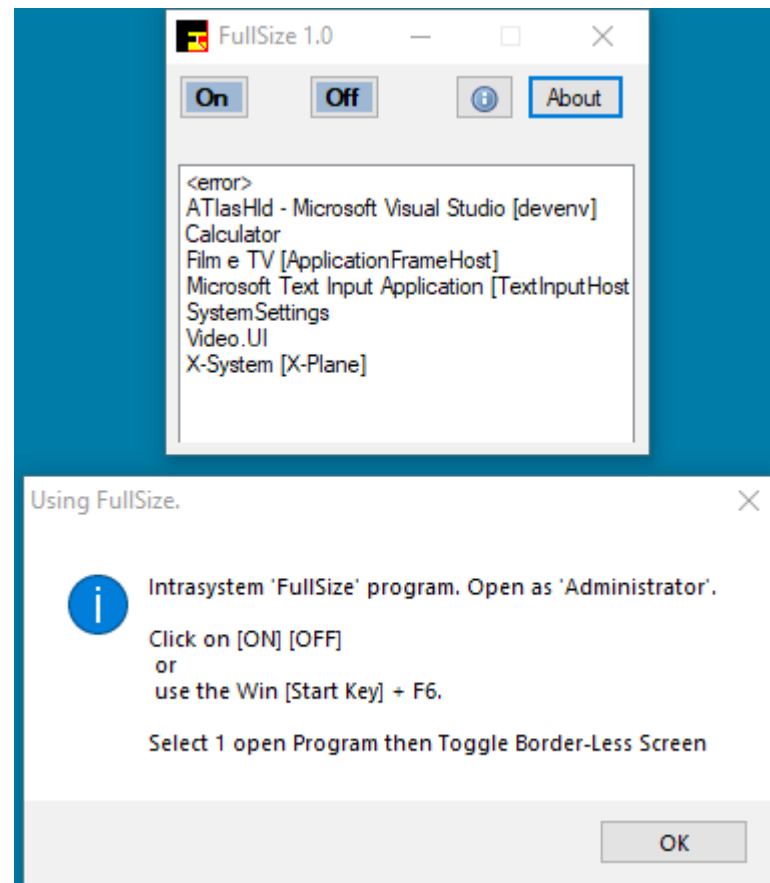 FullSize 1.0
On Off About
<error>
ATlasHld - Microsoft Visual Studio [devenv]
Calculator
Film e TV [ApplicationFrameHost]
Microsoft Text Input Application [TextInputHost
SystemSettings
Video.UI
X-System [X-Plane]
Using FullSize.
Intrasystem 'FullSize' program. Open as 'Administrator'.
Click on [ON] [OFF]
or
use the Win [Start Key] + F6.
Select 1 open Program then Toggle Border-Less Screen
OK